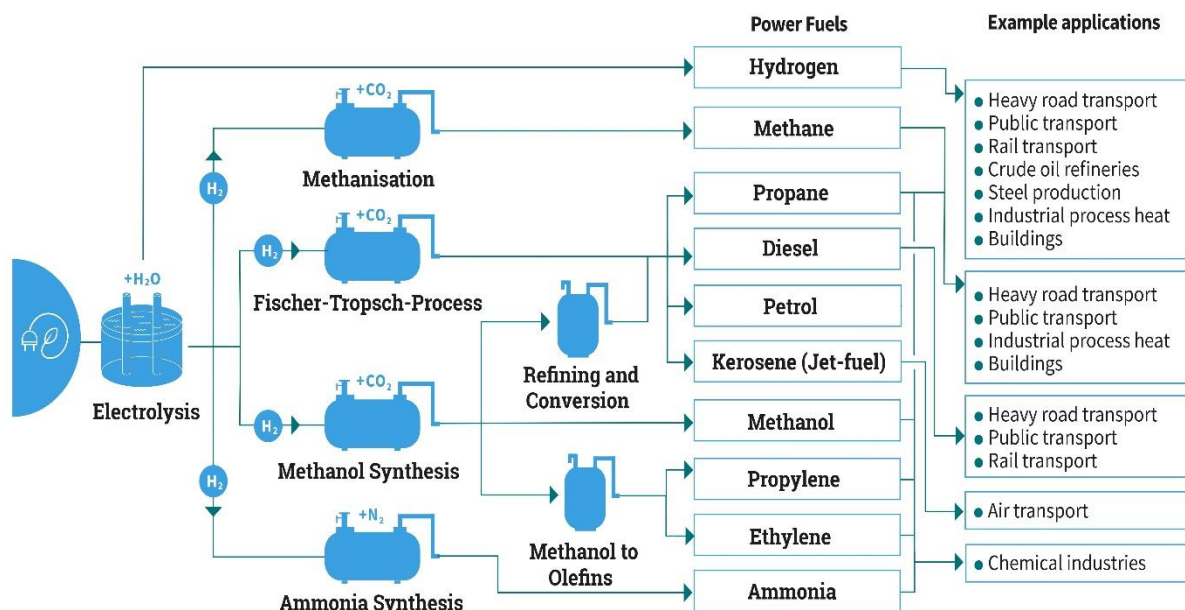 Power Fuels
Example applications
Hydrogen
+CO₂
Methane
Methanisation
H₂
Propane
+CO₂
H₂
Diesel
Fischer-Tropsch-Process
+H₂O
Petrol
Electrolysis
Refining and
Conversion
Kerosene (Jet-fuel)
+CO₂
H₂
Methanol
Methanol Synthesis
H₂
Propylene
+N₂
Ethylene
Methanol to
Olefins
Ammonia
Ammonia Synthesis
● Heavy road transport
● Public transport
● Rail transport
● Crude oil refineries
● Steel production
● Industrial process heat
● Buildings
● Heavy road transport
● Public transport
● Industrial process heat
● Buildings
● Heavy road transport
● Public transport
● Rail transport
● Air transport
● Chemical industries